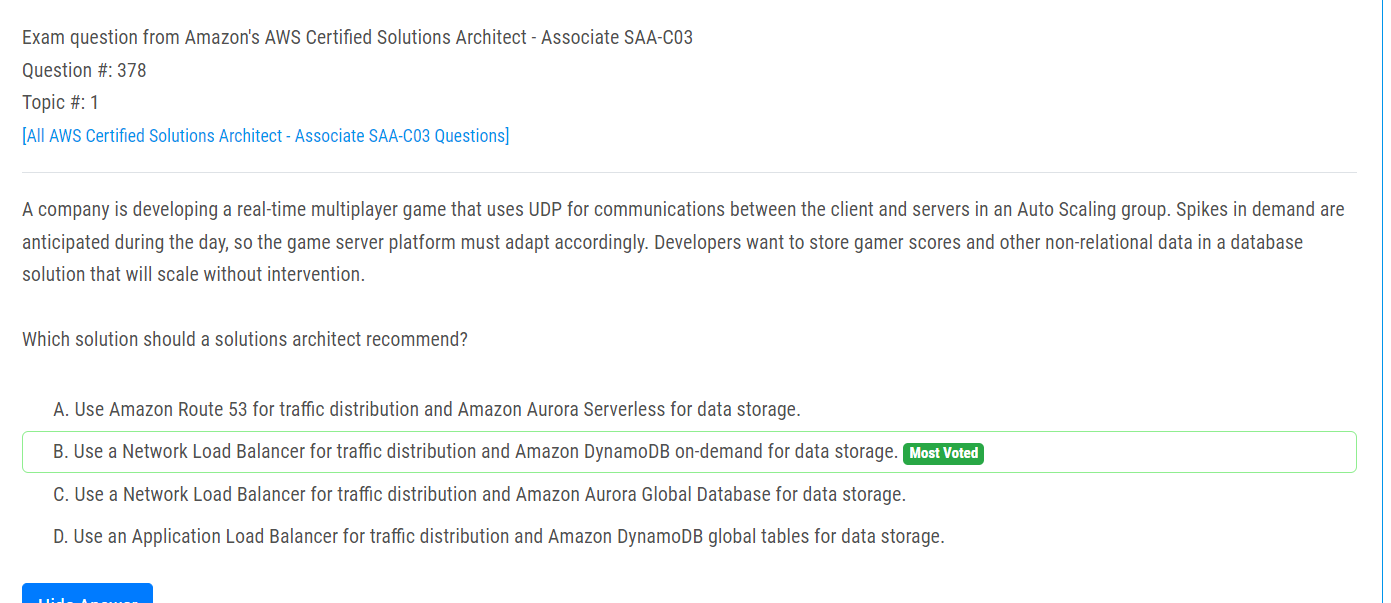 Exam question from Amazon's AWS Certified Solutions Architect - Associate SAA-C03
Question #: 378
Topic #: 1
[All AWS Certified Solutions Architect - Associate SAA-C03 Questions]
A company is developing a real-time multiplayer game that uses UDP for communications between the client and servers in an Auto Scaling group. Spikes in demand are
anticipated during the day, so the game server platform must adapt accordingly. Developers want to store gamer scores and other non-relational data in a database
solution that will scale without intervention.
Which solution should a solutions architect recommend?
A. Use Amazon Route 53 for traffic distribution and Amazon Aurora Serverless for data storage.
B. Use a Network Load Balancer for traffic distribution and Amazon DynamoDB on-demand for data storage. Most Voted
C. Use a Network Load Balancer for traffic distribution and Amazon Aurora Global Database for data storage.
D. Use an Application Load Balancer for traffic distribution and Amazon DynamoDB global tables for data storage.
Hide Answer